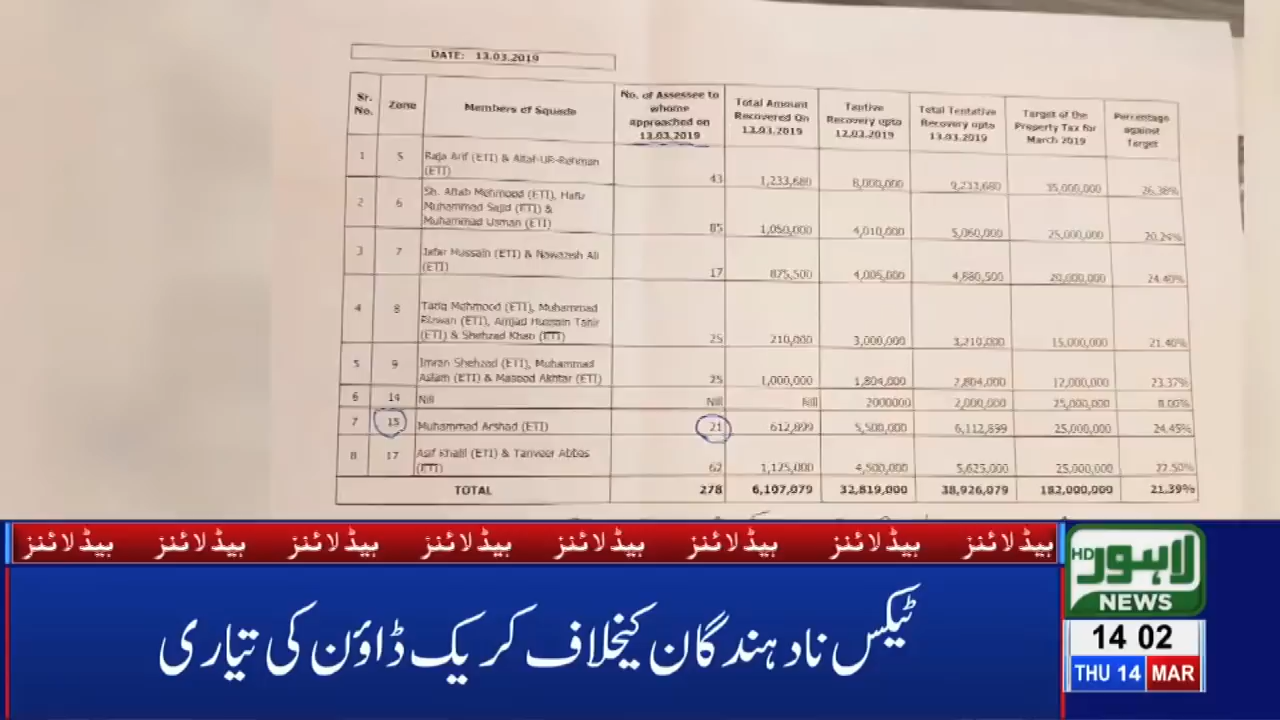 DATE: 13.03.2019
Sr. No. Zone Members of Squads No. of Assessee to whome approached on 13.03.2019 Total Amount Recovered On 13.03.2019 Tantive Recovery upto 12.03.2019 Total Tentative Recovery upto 13.03.2019 Target of the Property Tax for March 2019 Percentage against Target
1 5 Raja Arif (ETI) & Altaf-UR-Rehman (ETI) 43 1,233,680 8,000,000 9,233,680 35,000,000 26.38%
2 6 Sh. Aftab Mehmood (ETI), Hafiz Muhammad Sajid (ETI) & Muhammad Usman (ETI) 85 1,050,000 4,010,000 5,060,000 25,000,000 20.24%
3 7 Jafar Hussain (ETI) & Nawazash Ali (ETI) 17 875,500 4,005,000 4,880,500 20,000,000 24.40%
4 8 Tariq Mehmood (ETI), Muhammad Rizwan (ETI), Amjad Hussain Tahir (ETI) & Shehzad Khan (ETI) 25 210,000 3,000,000 3,210,000 15,000,000 21.40%
5 9 Imran Shehzad (ETI), Muhammad Aslam (ETI) & Masood Akhtar (ETI) 25 1,000,000 1,804,000 2,804,000 12,000,000 23.37%
6 14 Nill Nill Nill 2000000 2,000,000 25,000,000 8.00%
7 15 Muhammad Arshad (ETI) 21 612,899 5,500,000 6,112,899 25,000,000 24.45%
8 17 Asif Khalil (ETI) & Tanveer Abbas (ETI) 62 1,125,000 4,500,000 5,625,000 25,000,000 22.50%
TOTAL 278 6,107,079 32,819,000 38,926,079 182,000,000 21.39%
ہیڈلائنز ہیڈلائنز ہیڈلائنز ہیڈلائنز ہیڈلائنز ہیڈلائنز ہیڈلائنز ہیڈلائنز
ٹیکس نادہندگان کیخلاف کریک ڈاؤن کی تیاری
HD لاہور
NEWS
14 02
THU 14 MAR